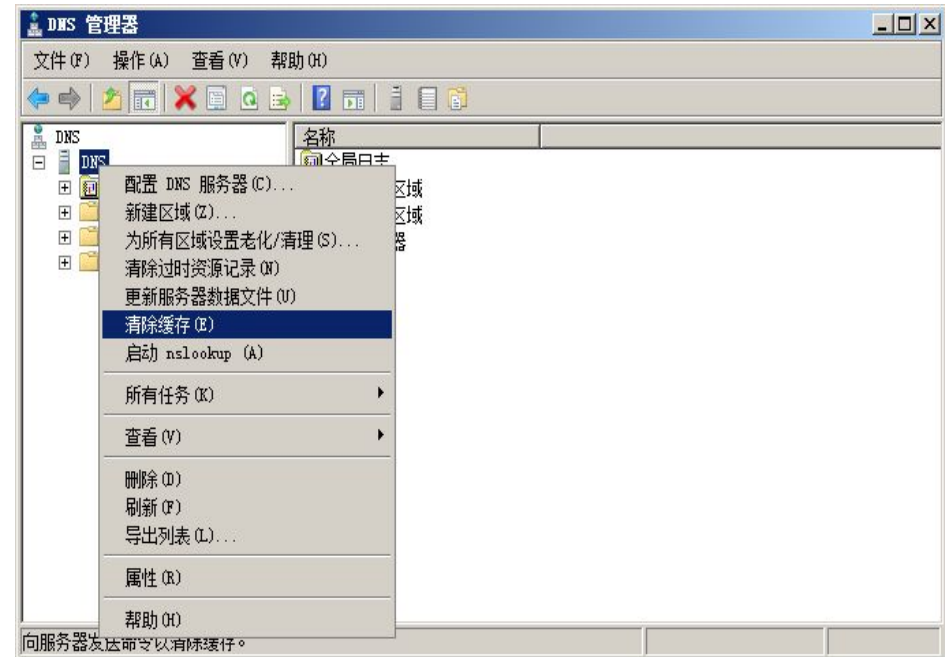 DNS 管理器
文件(F) 操作(A) 查看(V) 帮助(H)
DNS
DNS
名称
全局日志
区域
区域
器
配置 DNS 服务器(C)...
新建区域(Z)...
为所有区域设置老化/清理(S)...
清除过时资源记录(N)
更新服务器数据文件(U)
清除缓存(E)
启动 nslookup (A)
所有任务(K)
查看(V)
删除(D)
刷新(F)
导出列表(L)...
属性(R)
帮助(H)
向服务器发送命令以清除缓存。